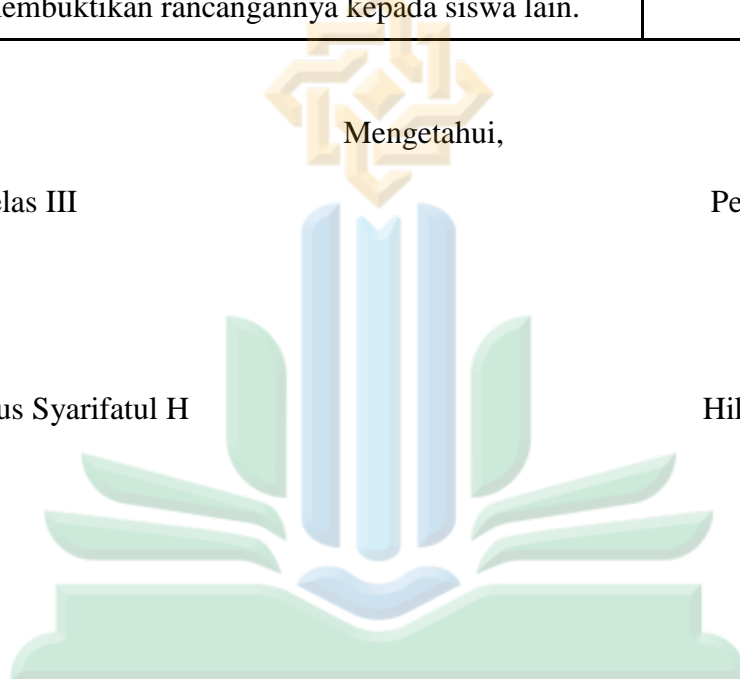 embuktikan rancangannya kepada siswa lain.
Mengetahui,
elas III Pe
us Syarifatul H Hil